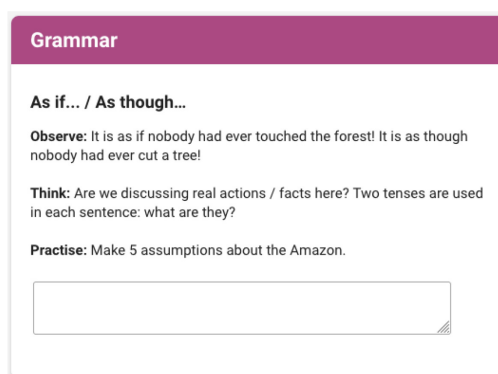 Grammar
As if... / As though...
Observe: It is as if nobody had ever touched the forest! It is as though
nobody had ever cut a tree!
Think: Are we discussing real actions / facts here? Two tenses are used
in each sentence: what are they?
Practise: Make 5 assumptions about the Amazon.